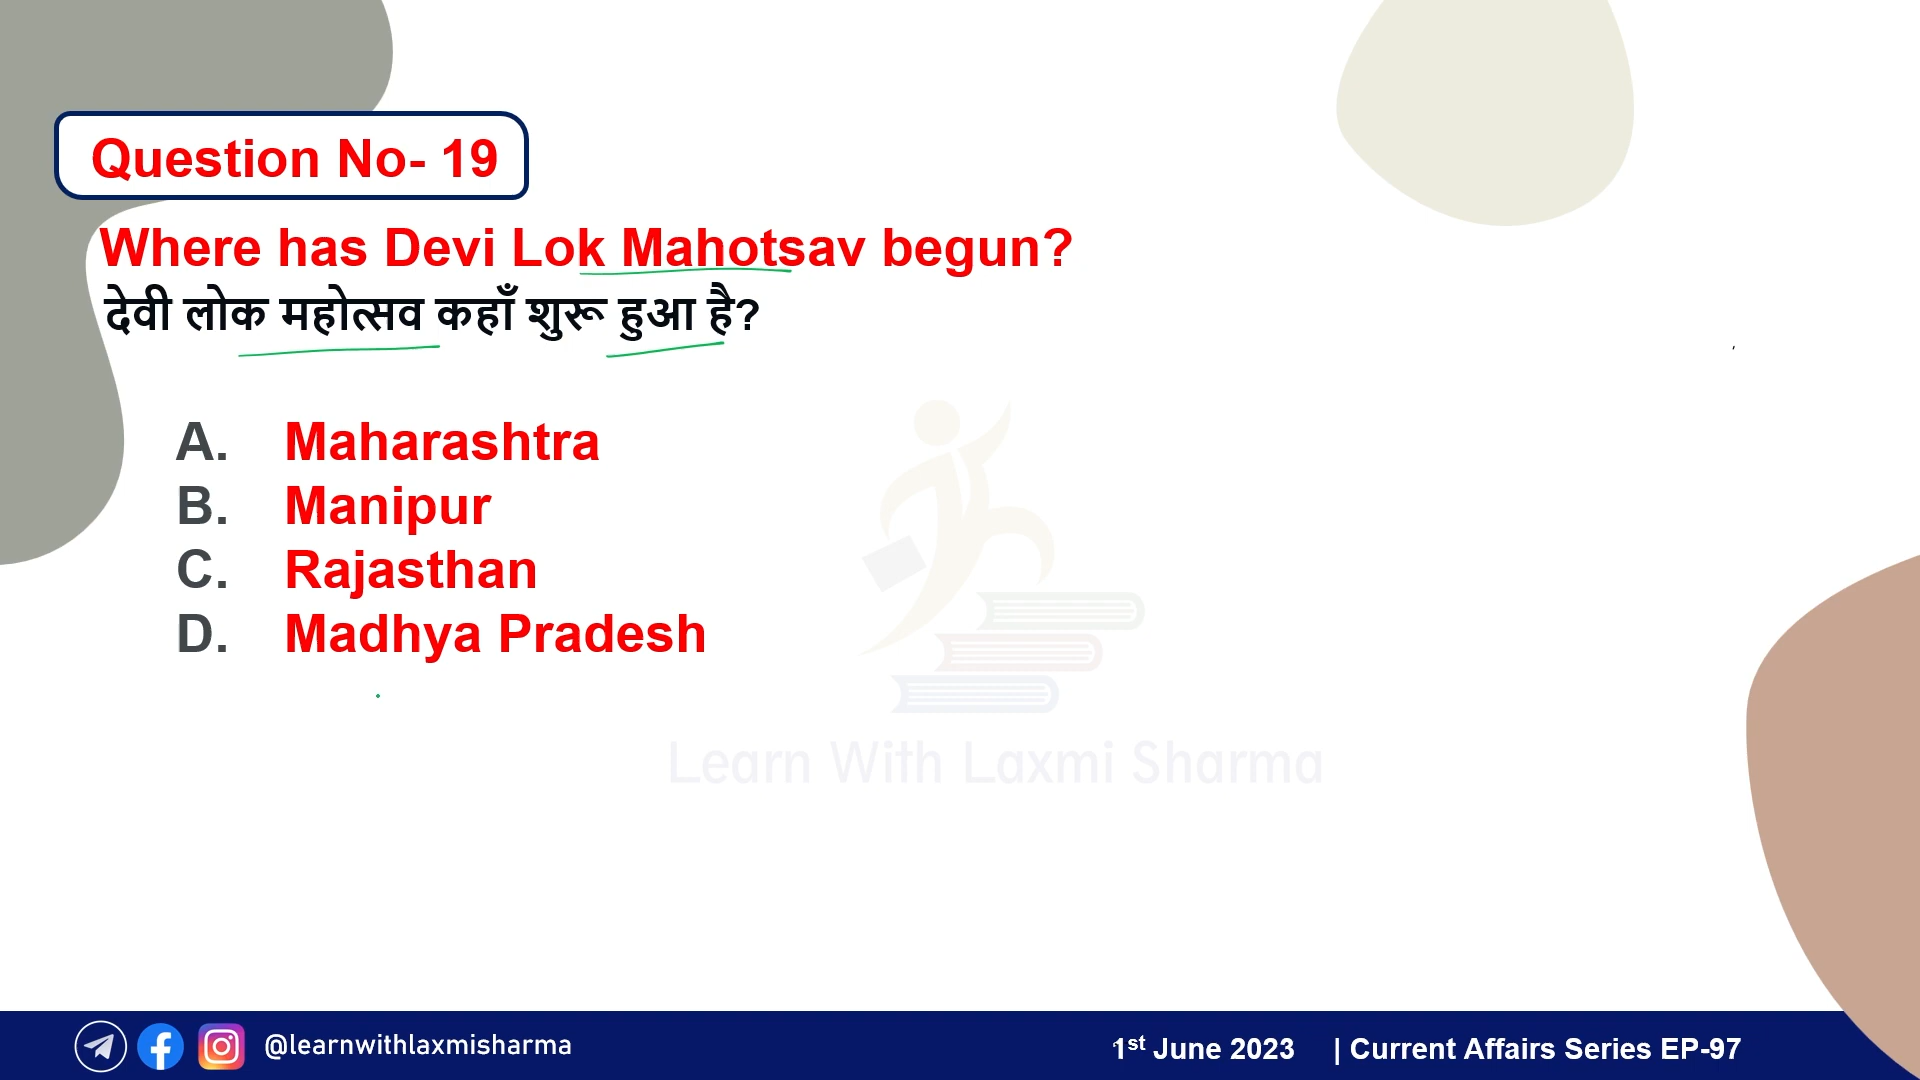 Question No- 19
Where has Devi Lok Mahotsav begun?
देवी लोक महोत्सव कहाँ शुरू हुआ है?
A. Maharashtra
B. Manipur
C. Rajasthan
D. Madhya Pradesh
Learn With Laxmi Sharma
@learnwithlaxmisharma
1st June 2023 | Current Affairs Series EP-97